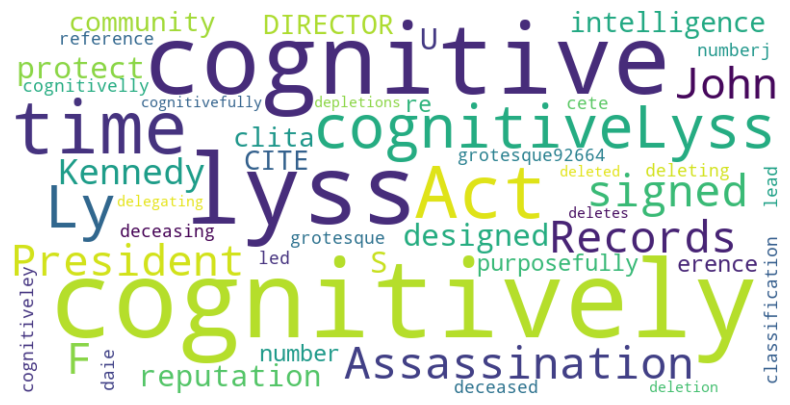 community DIRECTOR U intelligence
reference cognitive numberj
protect John
cognitivelly
cognitivefully depletions re cete
time cognitiveLyss
clita
CITE grotesque92664
Kennedy lyss Act deleted deleting
Ly delegating signed lead
deceasing grotesque designed deletes Records
President led S purposefully erence
cognitively
cognitiveley F daie number Assassination classification
reputation deceased deletion